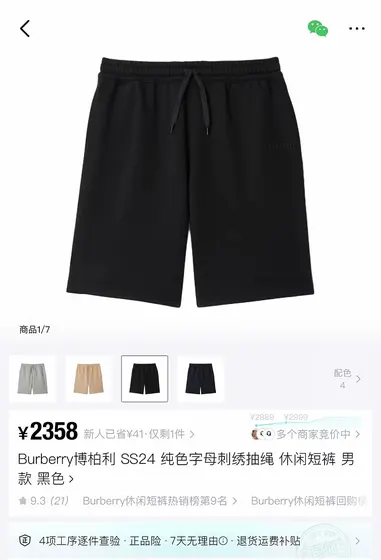 商品1/7
配色
4
¥2889 ¥2999
¥2358 新人已省¥41·仅剩1件 多个商家竞价中
Burberry博柏利 SS24 纯色字母刺绣抽绳 休闲短裤 男
款 黑色
9.3 (21) Burberry休闲短裤热销榜第9名 Burberry休闲短裤回购榜
4项工序逐件查验 · 正品险 · 7天无理由 · 退货运费补贴